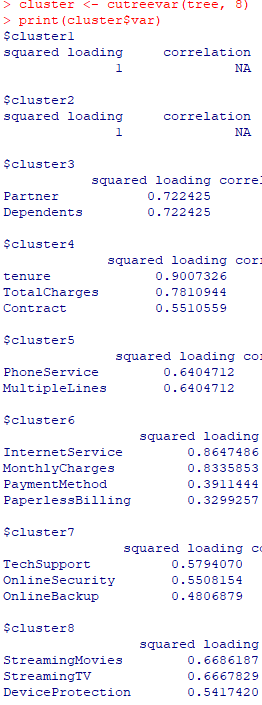 > cluster <- cutreevar(tree, 8)
> print(cluster$var)
$cluster1
squared loading correlation
1 NA
$cluster2
squared loading correlation
1 NA
$cluster3
squared loading correl
Partner 0.722425
Dependents 0.722425
$cluster4
squared loading cor
tenure 0.9007326
TotalCharges 0.7810944
Contract 0.5510559
$cluster5
squared loading co
PhoneService 0.6404712
MultipleLines 0.6404712
$cluster6
squared loading
InternetService 0.8647486
MonthlyCharges 0.8335853
PaymentMethod 0.3911444
PaperlessBilling 0.3299257
$cluster7
squared loading co
TechSupport 0.5794070
OnlineSecurity 0.5508154
OnlineBackup 0.4806879
$cluster8
squared loading
StreamingMovies 0.6686187
StreamingTV 0.6667829
DeviceProtection 0.5417420